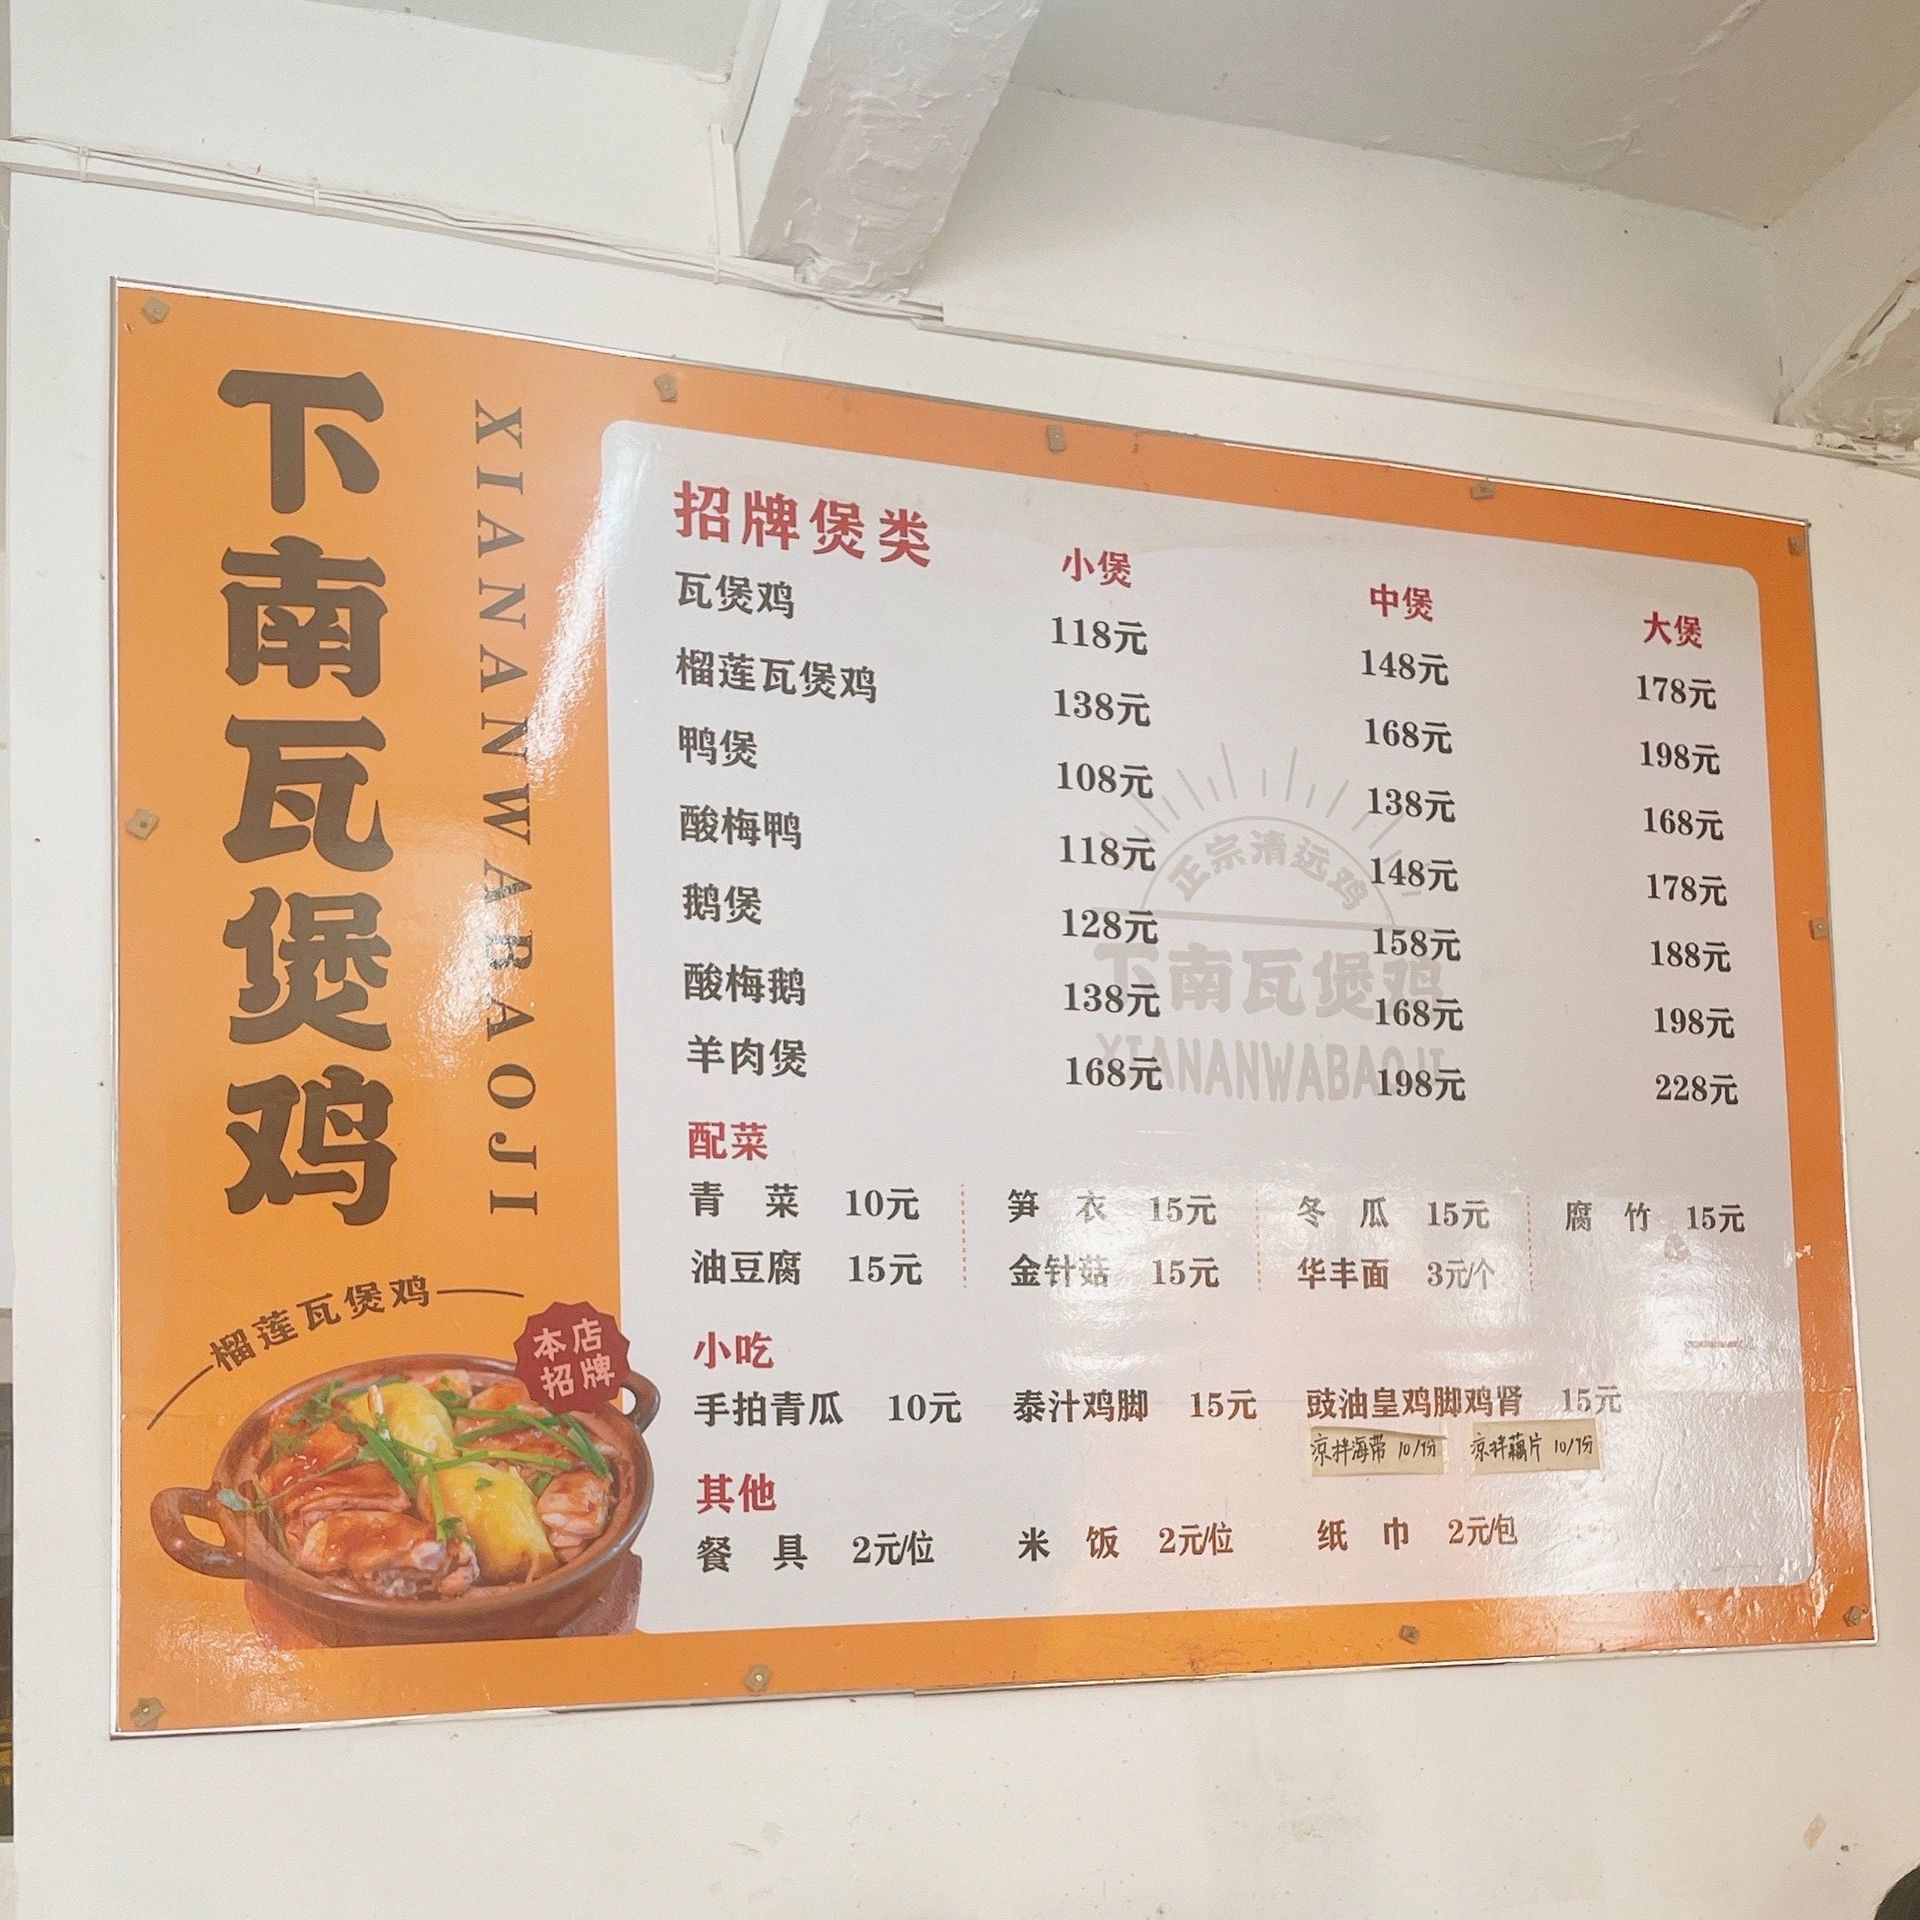 下南瓦煲鸡
XIANANWABAOJI
榴莲瓦煲鸡
本店
招牌
招牌煲类 小煲 中煲 大煲
瓦煲鸡 118元 148元 178元
榴莲瓦煲鸡 138元 168元 198元
鸭煲 108元 138元 168元
酸梅鸭 118元 148元 178元
鹅煲 128元 158元 188元
酸梅鹅 138元 168元 198元
羊肉煲 168元 198元 228元
正宗清远鸡
下南瓦煲鸡
XIANANWABAOJI
配菜
青菜 10元 笋衣 15元 冬瓜 15元 腐竹 15元
油豆腐 15元 金针菇 15元 华丰面 3元/个
小吃
手拍青瓜 10元 泰汁鸡脚 15元 豉油皇鸡脚鸡肾 15元
凉拌海带 10/份 凉拌藕片 10/份
其他
餐具 2元/位 米饭 2元/位 纸巾 2元/包